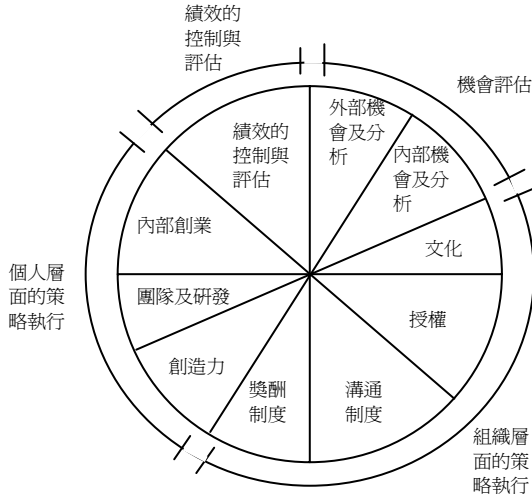 績效的
控制與
評估
機會評估
外部機
會及分
析
績效的
控制與
評估
內部機
會及分
析
內部創業
文化
個人層
面的策
略執行
團隊及研發
授權
創造力
獎酬
制度
溝通
制度
組織層
面的策
略執行